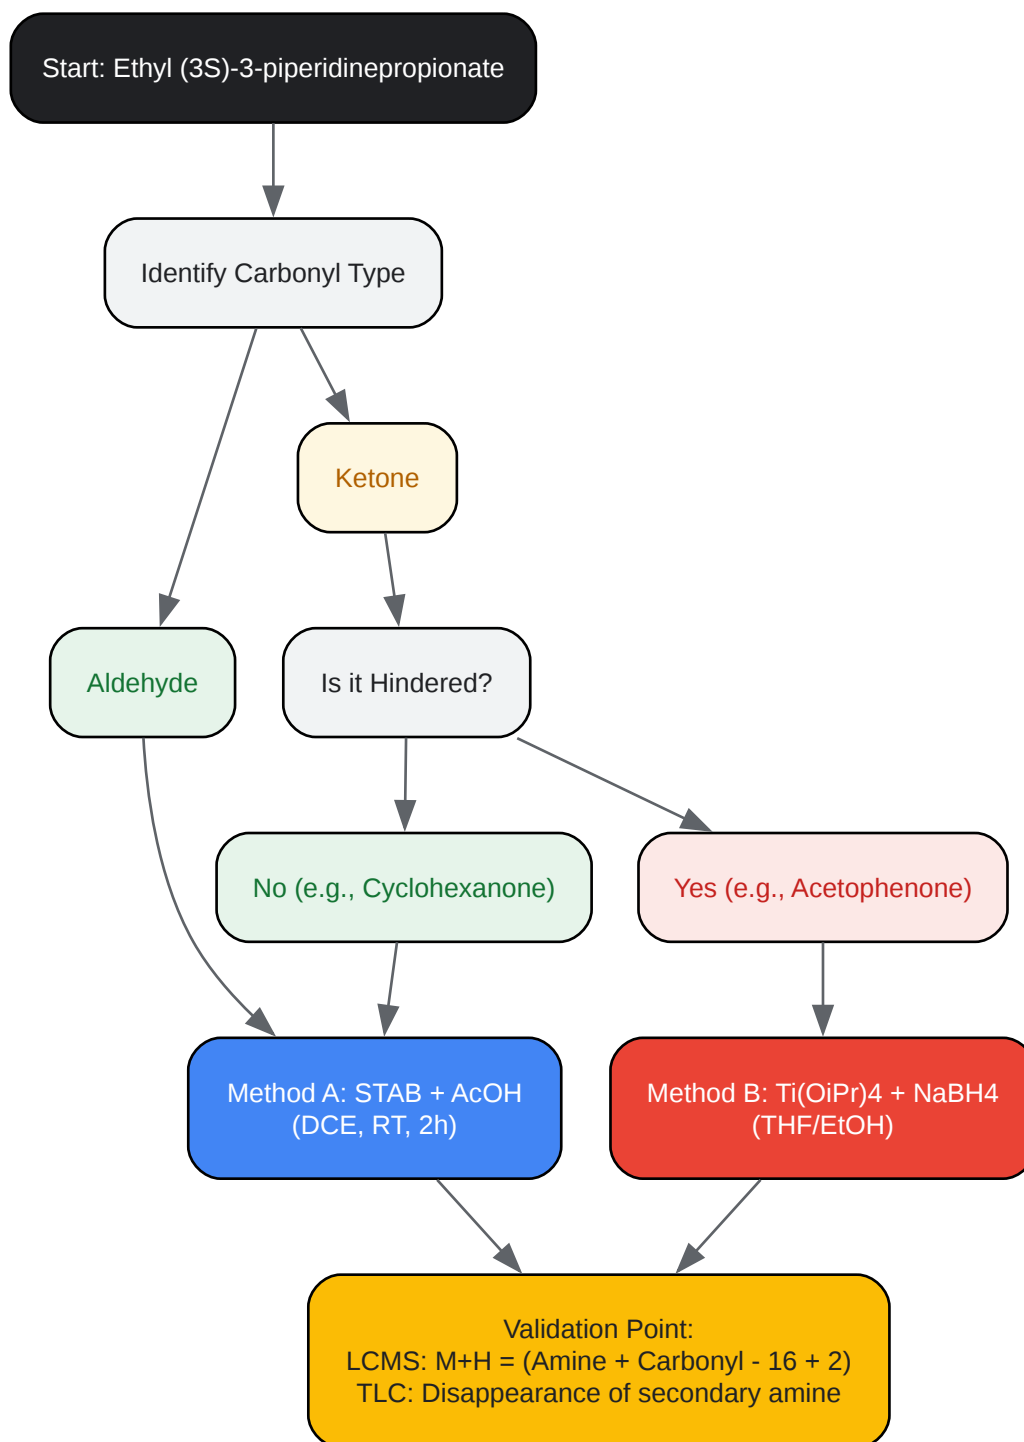 Start: Ethyl (3S)-3-piperidinepropionate
Identify Carbonyl Type
Ketone
Aldehyde
Is it Hindered?
No (e.g., Cyclohexanone)
Yes (e.g., Acetophenone)
Method A: STAB + AcOH
(DCE, RT, 2h)
Method B: Ti(OiPr)4 + NaBH4
(THF/EtOH)
Validation Point:
LCMS: M+H = (Amine + Carbonyl - 16 + 2)
TLC: Disappearance of secondary amine